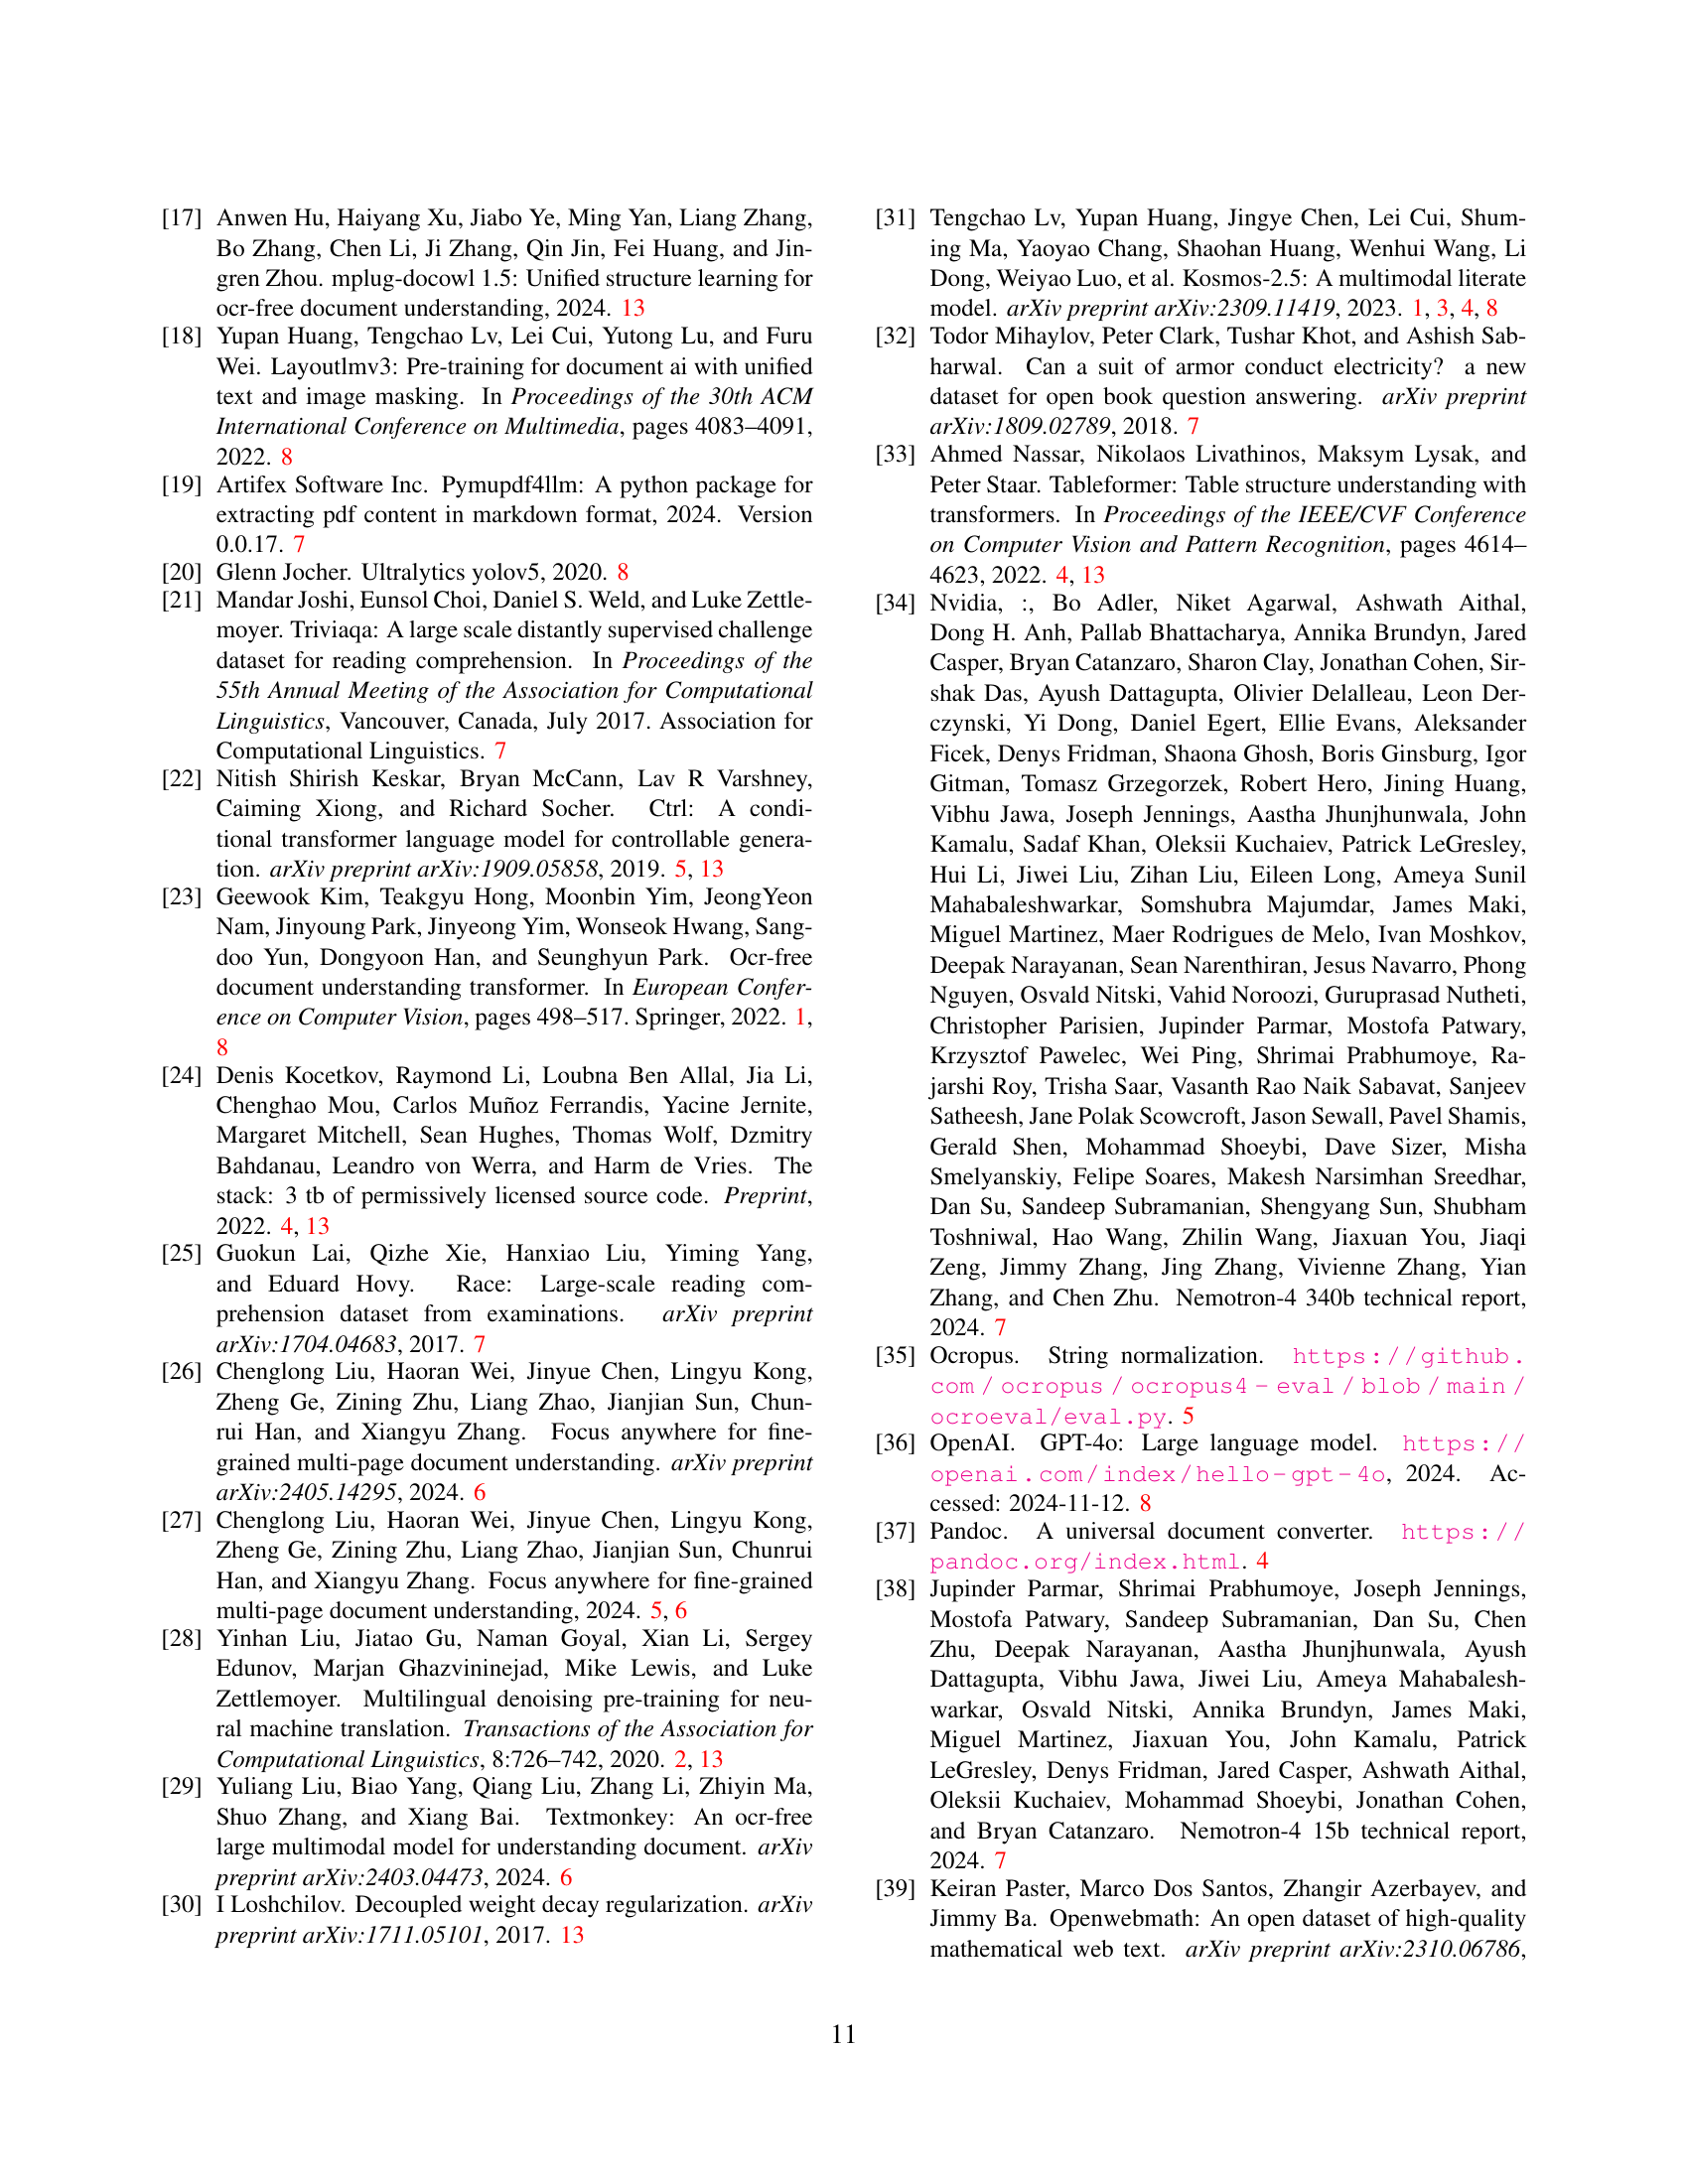 [17] Anwen Hu, Haiyang Xu, Jiabo Ye, Ming Yan, Liang Zhang,
Bo Zhang, Chen Li, Ji Zhang, Qin Jin, Fei Huang, and Jin-
gren Zhou. mplug-docowl 1.5: Unified structure learning for
ocr-free document understanding, 2024. 13
[18] Yupan Huang, Tengchao Lv, Lei Cui, Yutong Lu, and Furu
Wei. Layoutlmv3: Pre-training for document ai with unified
text and image masking. In Proceedings of the 30th ACM
International Conference on Multimedia, pages 4083–4091,
2022. 8
[19] Artifex Software Inc. Pymupdf4llm: A python package for
extracting pdf content in markdown format, 2024. Version
0.0.17. 7
[20] Glenn Jocher. Ultralytics yolov5, 2020. 8
[21] Mandar Joshi, Eunsol Choi, Daniel S. Weld, and Luke Zettle-
moyer. Triviaqa: A large scale distantly supervised challenge
dataset for reading comprehension. In Proceedings of the
55th Annual Meeting of the Association for Computational
Linguistics, Vancouver, Canada, July 2017. Association for
Computational Linguistics. 7
[22] Nitish Shirish Keskar, Bryan McCann, Lav R Varshney,
Caiming Xiong, and Richard Socher. Ctrl: A condi-
tional transformer language model for controllable genera-
tion. arXiv preprint arXiv:1909.05858, 2019. 5, 13
[23] Geewook Kim, Teakgyu Hong, Moonbin Yim, JeongYeon
Nam, Jinyoung Park, Jinyeong Yim, Wonseok Hwang, Sang-
doo Yun, Dongyoon Han, and Seunghyun Park. Ocr-free
document understanding transformer. In European Confer-
ence on Computer Vision, pages 498–517. Springer, 2022. 1,
8
[24] Denis Kocetkov, Raymond Li, Loubna Ben Allal, Jia Li,
Chenghao Mou, Carlos Muñoz Ferrandis, Yacine Jernite,
Margaret Mitchell, Sean Hughes, Thomas Wolf, Dzmitry
Bahdanau, Leandro von Werra, and Harm de Vries. The
stack: 3 tb of permissively licensed source code. Preprint,
2022. 4, 13
[25] Guokun Lai, Qizhe Xie, Hanxiao Liu, Yiming Yang,
and Eduard Hovy. Race: Large-scale reading com-
prehension dataset from examinations. arXiv preprint
arXiv:1704.04683, 2017. 7
[26] Chenglong Liu, Haoran Wei, Jinyue Chen, Lingyu Kong,
Zheng Ge, Zining Zhu, Liang Zhao, Jianjian Sun, Chun-
rui Han, and Xiangyu Zhang. Focus anywhere for fine-
grained multi-page document understanding. arXiv preprint
arXiv:2405.14295, 2024. 6
[27] Chenglong Liu, Haoran Wei, Jinyue Chen, Lingyu Kong,
Zheng Ge, Zining Zhu, Liang Zhao, Jianjian Sun, Chunrui
Han, and Xiangyu Zhang. Focus anywhere for fine-grained
multi-page document understanding, 2024. 5, 6
[28] Yinhan Liu, Jiatao Gu, Naman Goyal, Xian Li, Sergey
Edunov, Marjan Ghazvininejad, Mike Lewis, and Luke
Zettlemoyer. Multilingual denoising pre-training for neu-
ral machine translation. Transactions of the Association for
Computational Linguistics, 8:726–742, 2020. 2, 13
[29] Yuliang Liu, Biao Yang, Qiang Liu, Zhang Li, Zhiyin Ma,
Shuo Zhang, and Xiang Bai. Textmonkey: An ocr-free
large multimodal model for understanding document. arXiv
preprint arXiv:2403.04473, 2024. 6
[30] I Loshchilov. Decoupled weight decay regularization. arXiv
preprint arXiv:1711.05101, 2017. 13
[31] Tengchao Lv, Yupan Huang, Jingye Chen, Lei Cui, Shum-
ing Ma, Yaoyao Chang, Shaohan Huang, Wenhui Wang, Li
Dong, Weiyao Luo, et al. Kosmos-2.5: A multimodal literate
model. arXiv preprint arXiv:2309.11419, 2023. 1, 3, 4, 8
[32] Todor Mihaylov, Peter Clark, Tushar Khot, and Ashish Sab-
harwal. Can a suit of armor conduct electricity? a new
dataset for open book question answering. arXiv preprint
arXiv:1809.02789, 2018. 7
[33] Ahmed Nassar, Nikolaos Livathinos, Maksym Lysak, and
Peter Staar. Tableformer: Table structure understanding with
transformers. In Proceedings of the IEEE/CVF Conference
on Computer Vision and Pattern Recognition, pages 4614–
4623, 2022. 4, 13
[34] Nvidia, :, Bo Adler, Niket Agarwal, Ashwath Aithal,
Dong H. Anh, Pallab Bhattacharya, Annika Brundyn, Jared
Casper, Bryan Catanzaro, Sharon Clay, Jonathan Cohen, Sir-
shak Das, Ayush Dattagupta, Olivier Delalleau, Leon Der-
czynski, Yi Dong, Daniel Egert, Ellie Evans, Aleksander
Ficek, Denys Fridman, Shaona Ghosh, Boris Ginsburg, Igor
Gitman, Tomasz Grzegorzek, Robert Hero, Jining Huang,
Vibhu Jawa, Joseph Jennings, Aastha Jhunjhunwala, John
Kamalu, Sadaf Khan, Oleksii Kuchaiev, Patrick LeGresley,
Hui Li, Jiwei Liu, Zihan Liu, Eileen Long, Ameya Sunil
Mahabaleshwarkar, Somshubra Majumdar, James Maki,
Miguel Martinez, Maer Rodrigues de Melo, Ivan Moshkov,
Deepak Narayanan, Sean Narenthiran, Jesus Navarro, Phong
Nguyen, Osvald Nitski, Vahid Noroozi, Guruprasad Nutheti,
Christopher Parisien, Jupinder Parmar, Mostofa Patwary,
Krzysztof Pawelec, Wei Ping, Shrimai Prabhumoye, Ra-
jarshi Roy, Trisha Saar, Vasanth Rao Naik Sabavat, Sanjeev
Satheesh, Jane Polak Scowcroft, Jason Sewall, Pavel Shamis,
Gerald Shen, Mohammad Shoeybi, Dave Sizer, Misha
Smelyanskiy, Felipe Soares, Makesh Narsimhan Sreedhar,
Dan Su, Sandeep Subramanian, Shengyang Sun, Shubham
Toshniwal, Hao Wang, Zhilin Wang, Jiaxuan You, Jiaqi
Zeng, Jimmy Zhang, Jing Zhang, Vivienne Zhang, Yian
Zhang, and Chen Zhu. Nemotron-4 340b technical report,
2024. 7
[35] Ocropus. String normalization. https://github.
com/ocropus/ocropus4-eval/blob/main/
ocroeval/eval.py. 5
[36] OpenAI. GPT-4o: Large language model. https://
openai.com/index/hello-gpt-4o, 2024. Ac-
cessed: 2024-11-12. 8
[37] Pandoc. A universal document converter. https://
pandoc.org/index.html. 4
[38] Jupinder Parmar, Shrimai Prabhumoye, Joseph Jennings,
Mostofa Patwary, Sandeep Subramanian, Dan Su, Chen
Zhu, Deepak Narayanan, Aastha Jhunjhunwala, Ayush
Dattagupta, Vibhu Jawa, Jiwei Liu, Ameya Mahabalesh-
warkar, Osvald Nitski, Annika Brundyn, James Maki,
Miguel Martinez, Jiaxuan You, John Kamalu, Patrick
LeGresley, Denys Fridman, Jared Casper, Ashwath Aithal,
Oleksii Kuchaiev, Mohammad Shoeybi, Jonathan Cohen,
and Bryan Catanzaro. Nemotron-4 15b technical report,
2024. 7
[39] Keiran Paster, Marco Dos Santos, Zhangir Azerbayev, and
Jimmy Ba. Openwebmath: An open dataset of high-quality
mathematical web text. arXiv preprint arXiv:2310.06786,
11